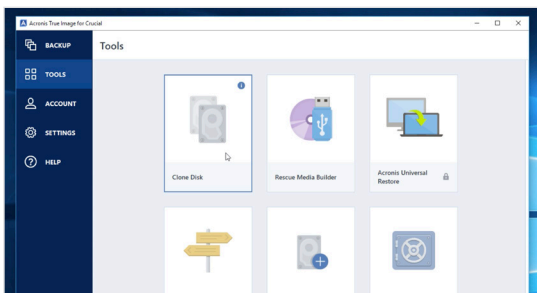 Acronis True Image for Crucial
BACKUP
Tools
TOOLS
ACCOUNT
SETTINGS
HELP
Clone Disk
Rescue Media Builder
Acronis Universal
Restore